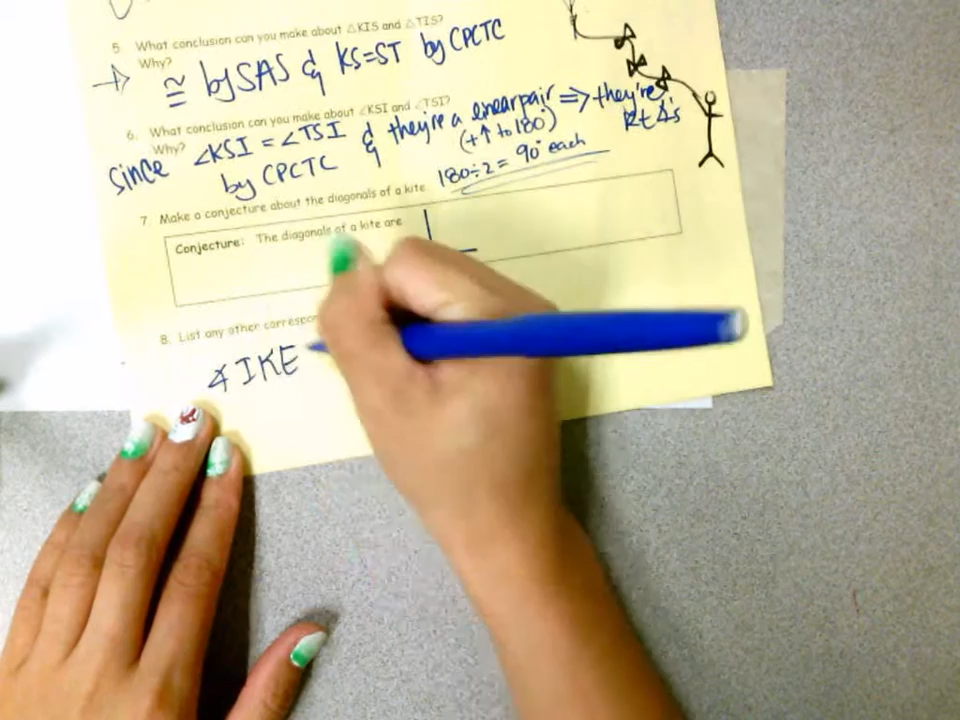 5. What conclusion can you make about △KIS and △TIS?
Why?
≅ by SAS & KS=ST by CPCTC
6. What conclusion can you make about ∠KSI and ∠TSI?
Why?
since ∠KSI = ∠TSI & they're a linear pair ⇒ they're
by CPCTC (+↑ to 180) Rt ∆'s
180÷2 = 90° each
7. Make a conjecture about the diagonals of a kite.
Conjecture: The diagonals of a kite are ⊥
8. List any other
∡ IKE